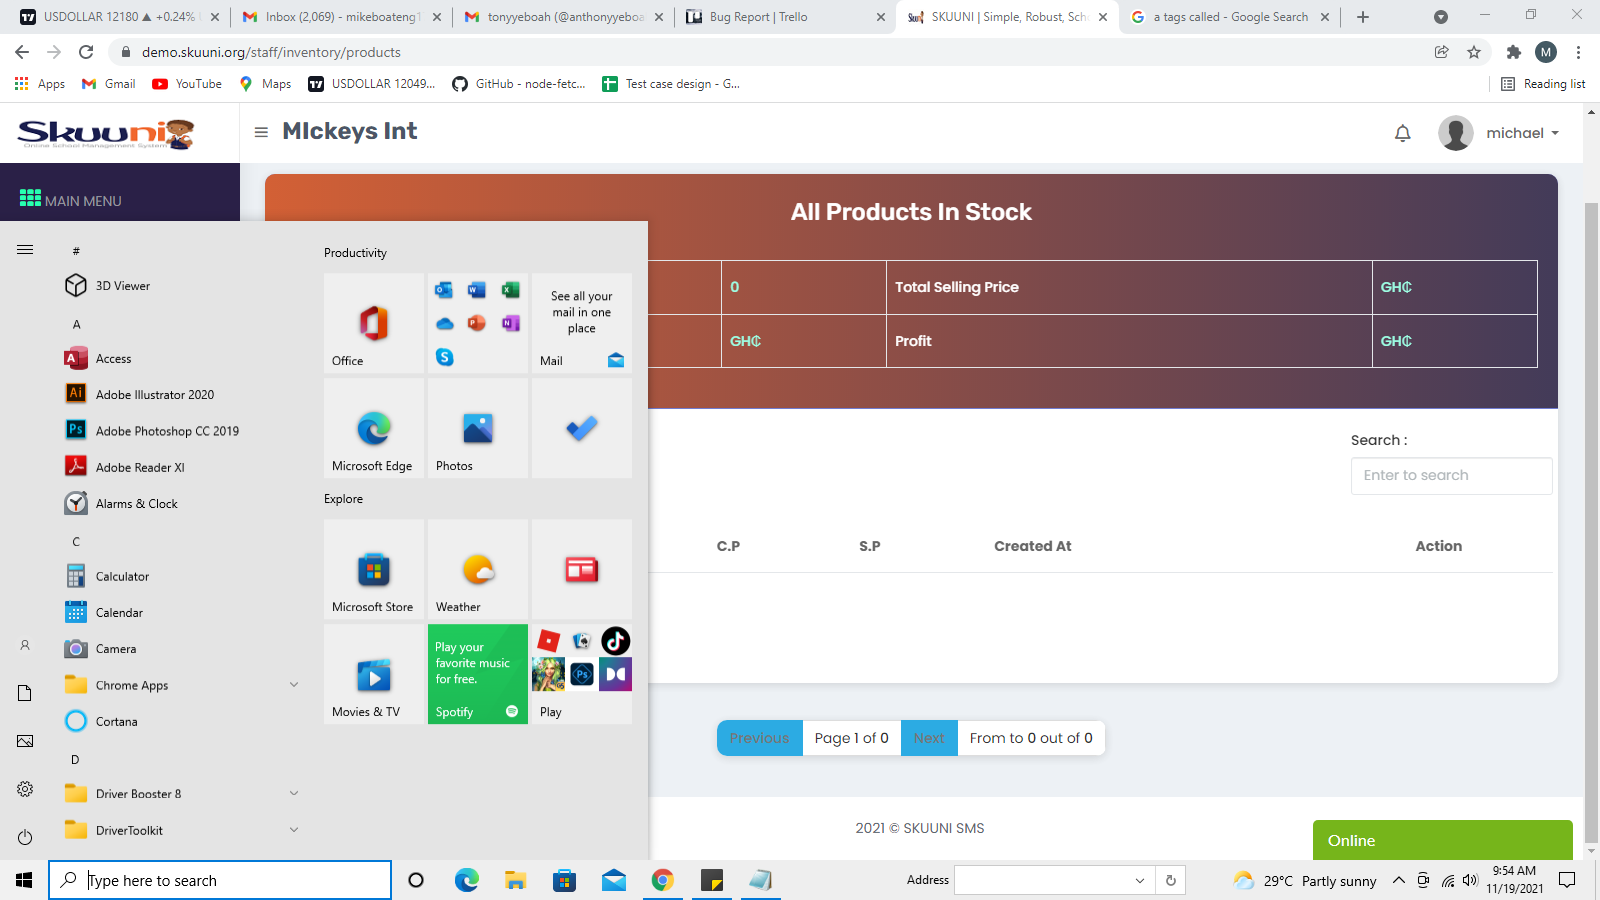 USDOLLAR 12180 ▲ +0.24%
Inbox (2,069) - mikeboateng1
tonyyeboah (@anthonyyeboa
Bug Report | Trello
SKUUNI | Simple, Robust, Sch
a tags called - Google Search
demo.skuuni.org/staff/inventory/products
M
Apps
Gmail
YouTube
Maps
USDOLLAR 12049...
GitHub - node-fetc...
Test case design - G...
Reading list
Skuuni
Online School Management System
MIckeys Int
michael
MAIN MENU
All Products In Stock
0
Total Selling Price
GH₵
GH₵
Profit
GH₵
Search :
Enter to search
C.P
S.P
Created At
Action
Previous
Page 1 of 0
Next
From to 0 out of 0
2021 © SKUUNI SMS
Online
#
3D Viewer
A
Access
Adobe Illustrator 2020
Adobe Photoshop CC 2019
Adobe Reader XI
Alarms & Clock
C
Calculator
Calendar
Camera
Chrome Apps
Cortana
D
Driver Booster 8
DriverToolkit
Productivity
Office
See all your
mail in one
place
Mail
Microsoft Edge
Photos
Explore
Microsoft Store
Weather
Movies & TV
Play your
favorite music
for free.
Spotify
Play
Type here to search
Address
29°C Partly sunny
9:54 AM
11/19/2021